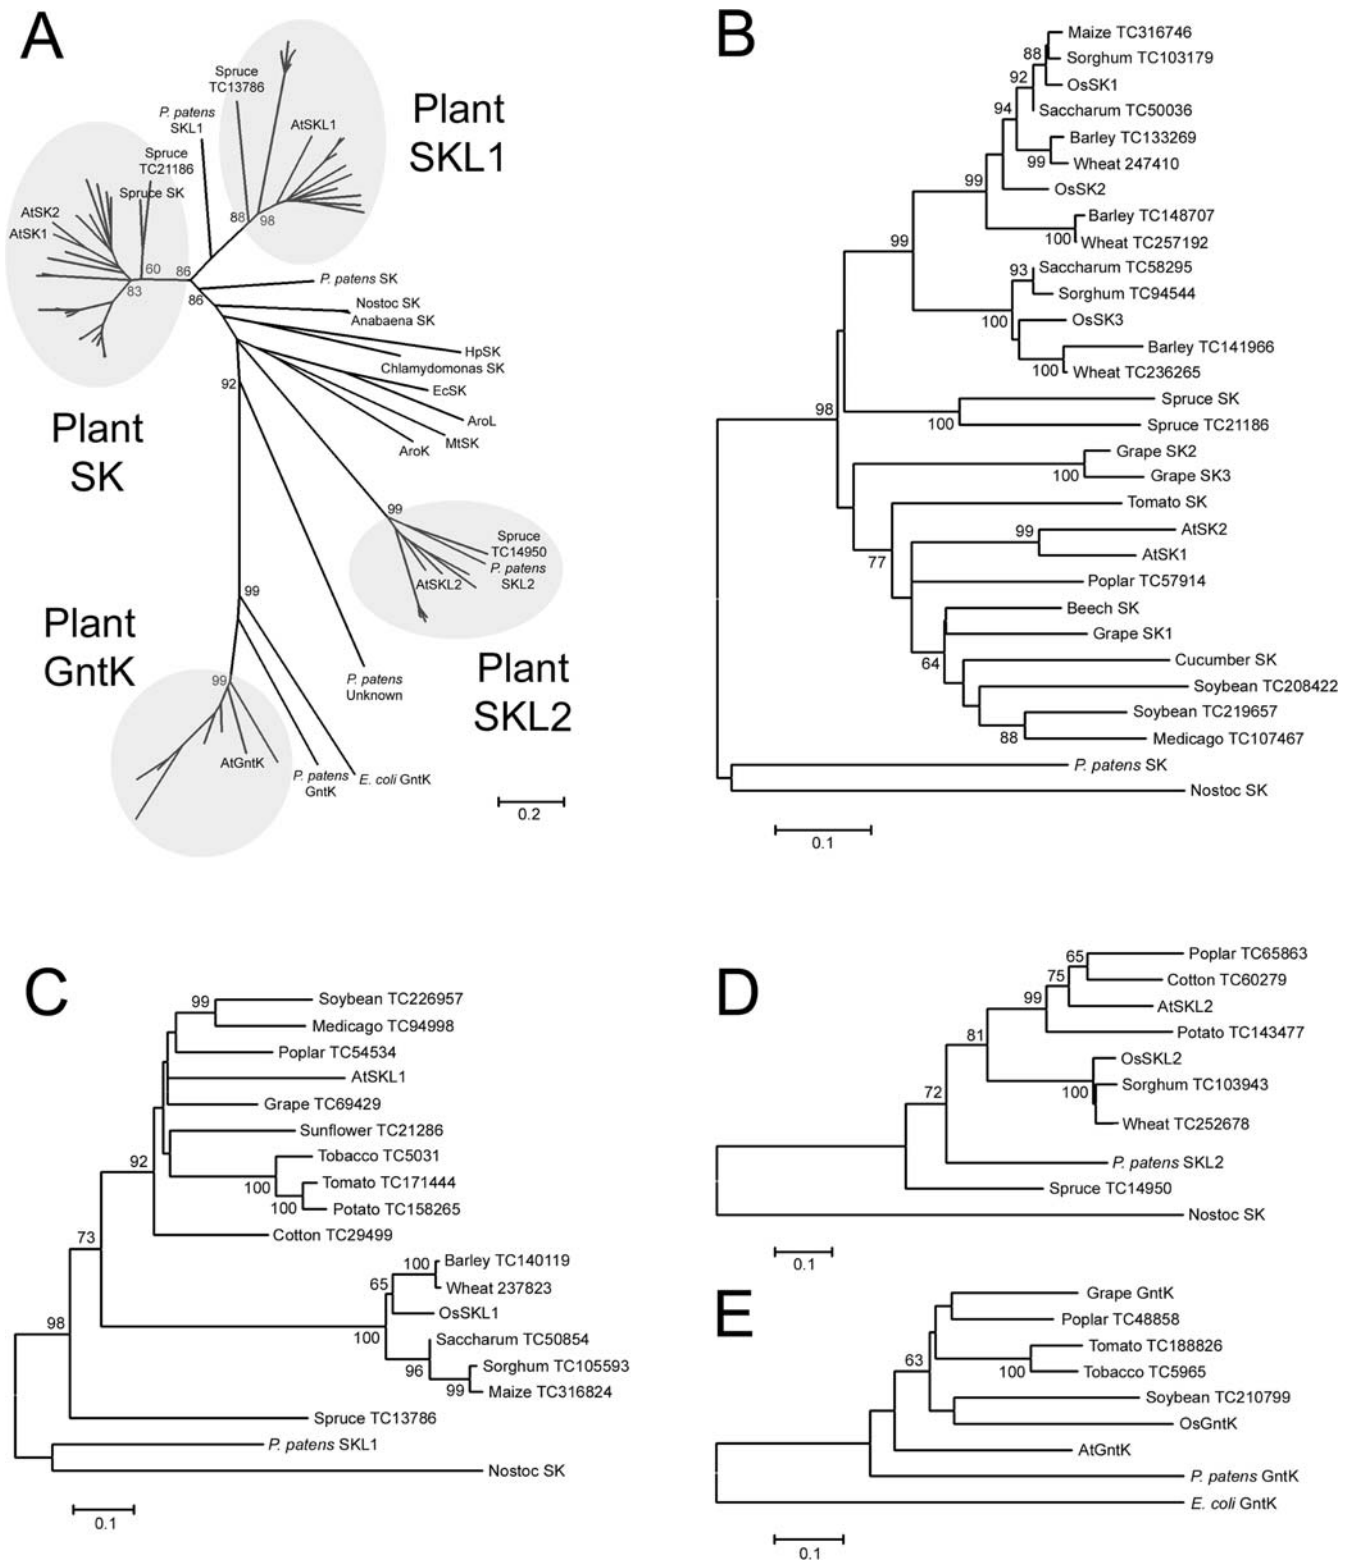 A
Spruce
TC13786
P. patens
SKL1
AtSKL1
Plant
SKL1
Spruce
TC21186
Spruce SK
AtSK2
AtSK1
88
98
60
86
83
86
P. patens SK
Nostoc SK
Anabaena SK
HpSK
Chlamydomonas SK
92
EcSK
AroL
MtSK
AroK
Plant
SK
99
Spruce
TC14950
P. patens
SKL2
AtSKL2
99
Plant
GntK
P. patens
Unknown
Plant
SKL2
99
AtGntK
P. patens
GntK
E. coli GntK
0.2
B
Maize TC316746
88
Sorghum TC103179
92
OsSK1
94
Saccharum TC50036
Barley TC133269
99
Wheat 247410
99
OsSK2
Barley TC148707
100
Wheat TC257192
99
93
Saccharum TC58295
Sorghum TC94544
100
OsSK3
Barley TC141966
100
Wheat TC236265
Spruce SK
98
100
Spruce TC21186
Grape SK2
100
Grape SK3
Tomato SK
99
AtSK2
77
AtSK1
Poplar TC57914
Beech SK
Grape SK1
64
Cucumber SK
Soybean TC208422
Soybean TC219657
88
Medicago TC107467
P. patens SK
Nostoc SK
0.1
C
99
Soybean TC226957
Medicago TC94998
Poplar TC54534
AtSKL1
Grape TC69429
Sunflower TC21286
92
Tobacco TC5031
100
Tomato TC171444
100
Potato TC158265
73
Cotton TC29499
100
Barley TC140119
65
Wheat 237823
OsSKL1
98
100
Saccharum TC50854
96
Sorghum TC105593
99
Maize TC316824
Spruce TC13786
P. patens SKL1
Nostoc SK
0.1
D
65
Poplar TC65863
75
Cotton TC60279
99
AtSKL2
81
Potato TC143477
OsSKL2
72
100
Sorghum TC103943
Wheat TC252678
P. patens SKL2
Spruce TC14950
Nostoc SK
0.1
E
Grape GntK
Poplar TC48858
Tomato TC188826
63
100
Tobacco TC5965
Soybean TC210799
OsGntK
AtGntK
P. patens GntK
E. coli GntK
0.1